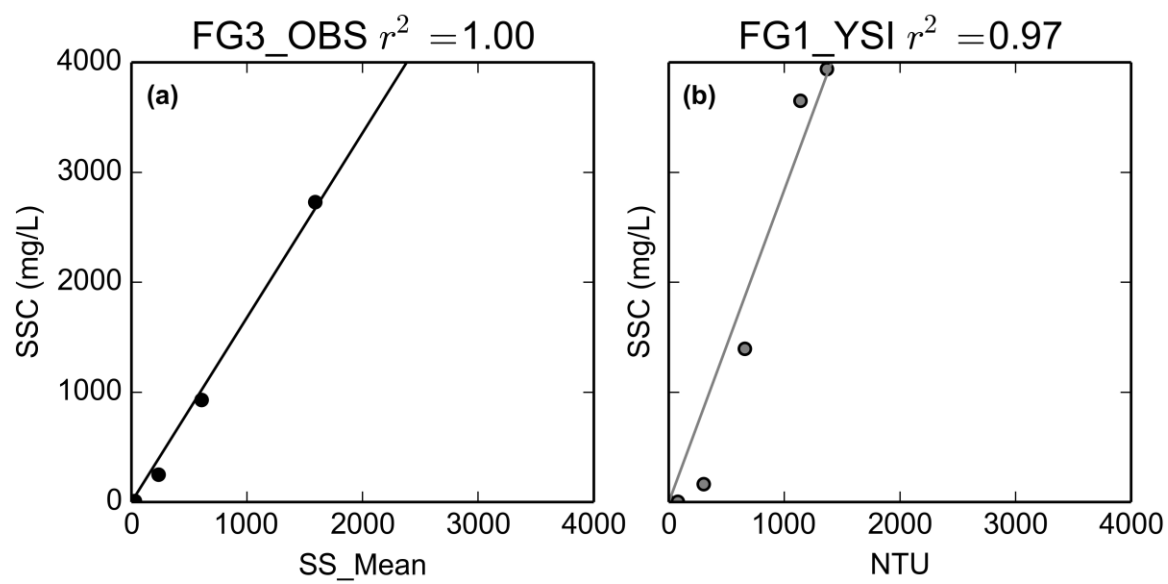 FG3_OBS r² =1.00
(a)
4000
3000
2000
1000
0
SSC (mg/L)
0 1000 2000 3000 4000
SS_Mean
FG1_YSI r² =0.97
(b)
SSC (mg/L)
0 1000 2000 3000 4000
NTU